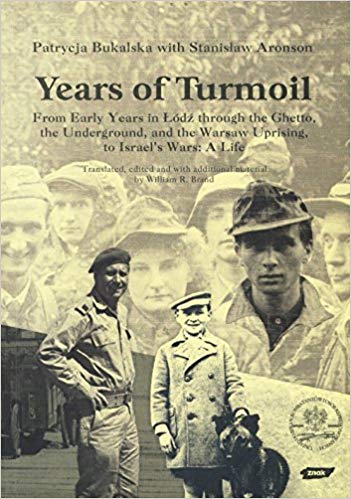 Patrycja Bukalska with Stanisław Aronson
Years of Turmoil
From Early Years in Łódź through the Ghetto,
the Underground, and the Warsaw Uprising,
to Israel's Wars: A Life
Translated, edited and with additional material
by William R. Brand
znak